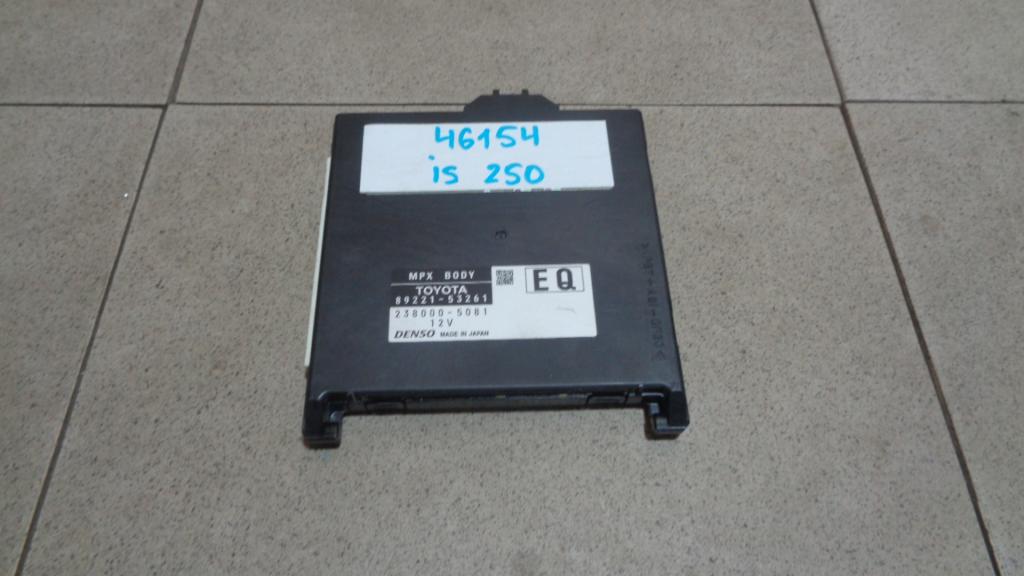 46154
is 250
MPX BODY
EQ
TOYOTA
89221-53261
238000-5081
12V
DENSO MADE IN JAPAN